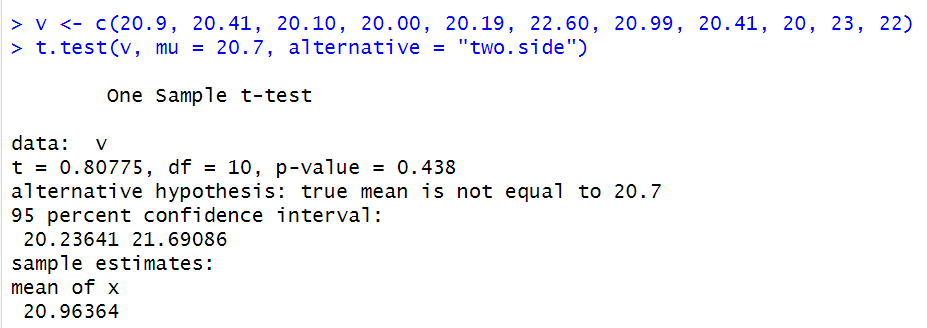 > v <- c(20.9, 20.41, 20.10, 20.00, 20.19, 22.60, 20.99, 20.41, 20, 23, 22)
> t.test(v, mu = 20.7, alternative = "two.side")
One Sample t-test
data:  v
t = 0.80775, df = 10, p-value = 0.438
alternative hypothesis: true mean is not equal to 20.7
95 percent confidence interval:
20.23641 21.69086
sample estimates:
mean of x
20.96364